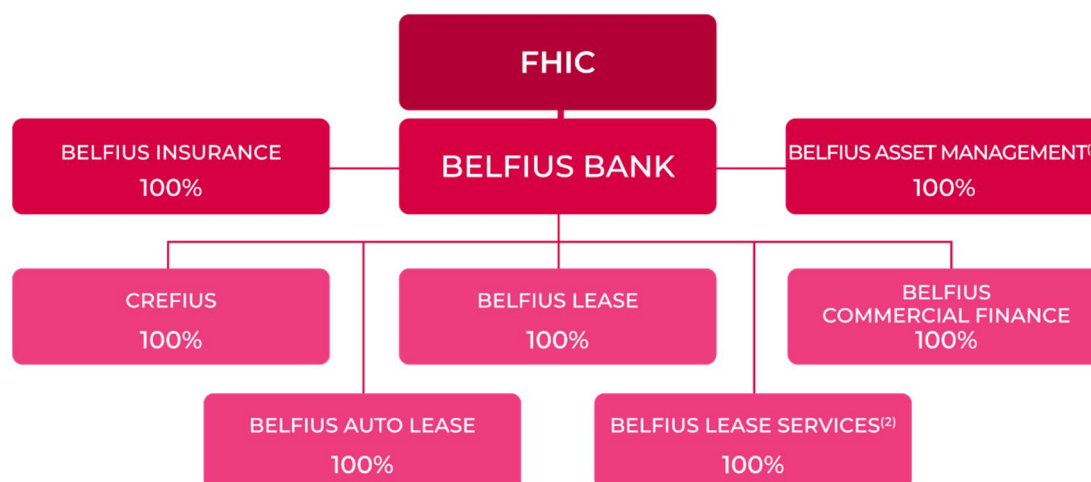 FHIC
BELFIUS INSURANCE
100%
BELFIUS BANK
BELFIUS ASSET MANAGEMENT
100%
CREFIUS
100%
BELFIUS LEASE
100%
BELFIUS
COMMERCIAL FINANCE
100%
BELFIUS AUTO LEASE
100%
BELFIUS LEASE SERVICES(2)
100%